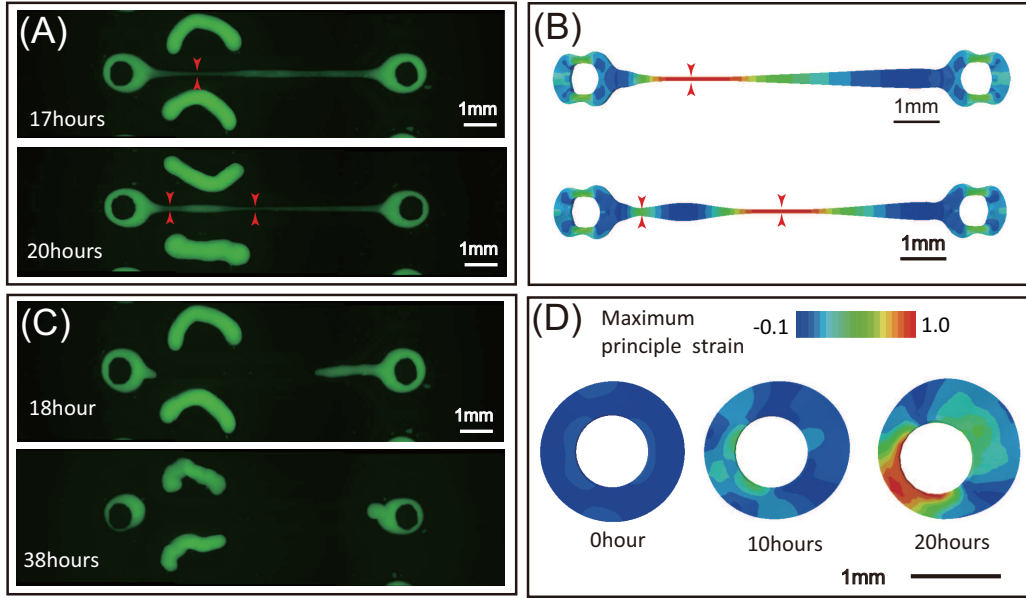 (A)
17hours
1mm
20hours
1mm
(B)
1mm
1mm
(C)
18hour
1mm
38hours
(D)
Maximum
principle strain
-0.1
1.0
0hour
10hours
20hours
1mm